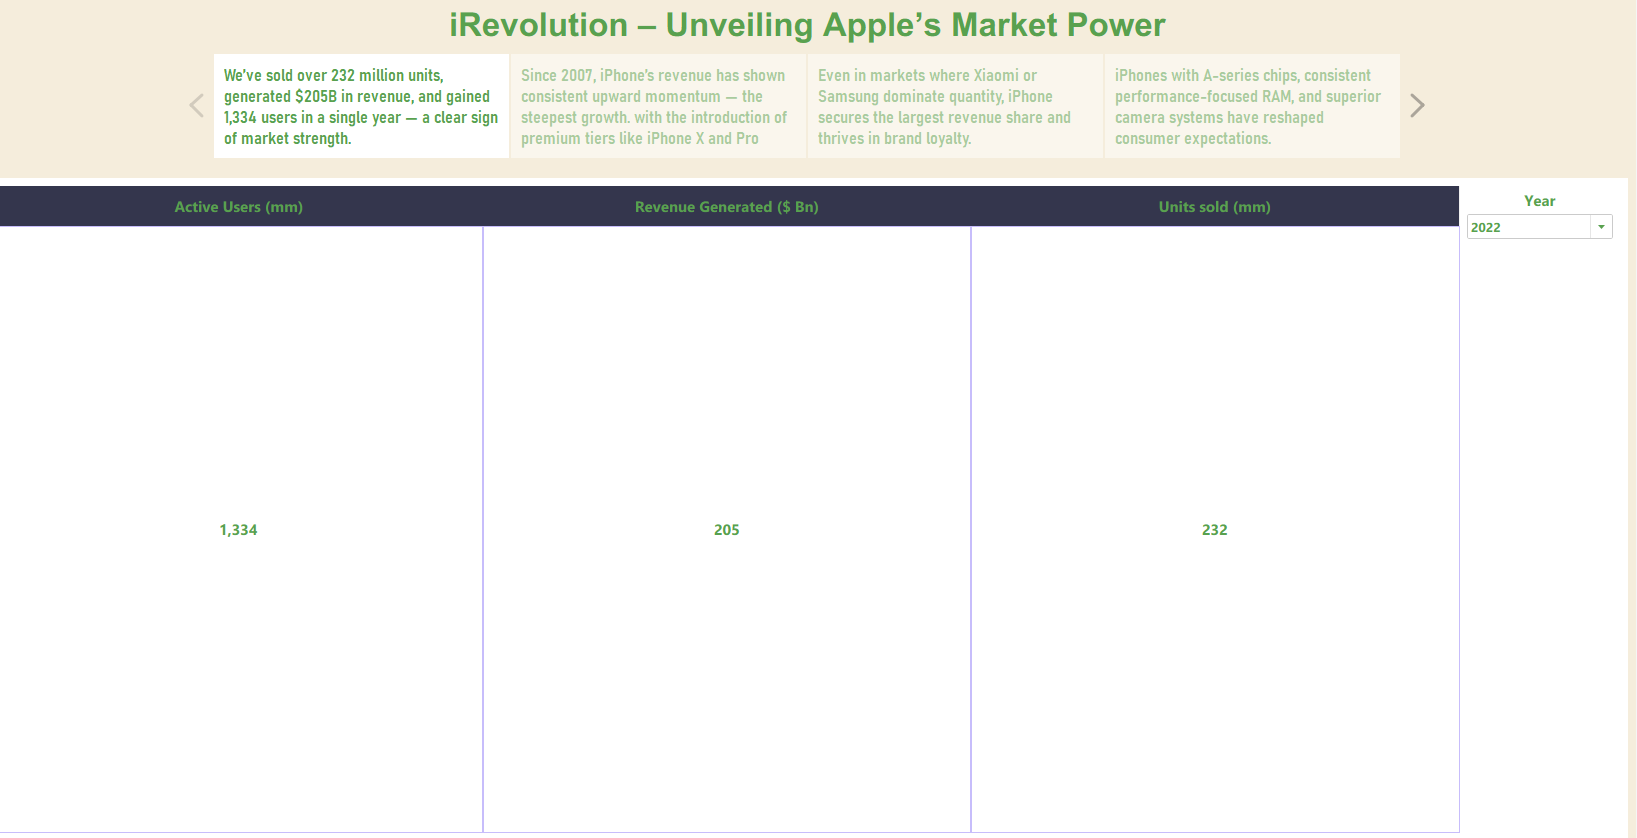 iRevolution – Unveiling Apple’s Market Power
We've sold over 232 million units,
generated $205B in revenue, and gained
1,334 users in a single year — a clear sign
of market strength.
Since 2007, iPhone's revenue has shown
consistent upward momentum — the
steepest growth. with the introduction of
premium tiers like iPhone X and Pro
Even in markets where Xiaomi or
Samsung dominate quantity, iPhone
secures the largest revenue share and
thrives in brand loyalty.
iPhones with A-series chips, consistent
performance-focused RAM, and superior
camera systems have reshaped
consumer expectations.
Active Users (mm)
Revenue Generated ($ Bn)
Units sold (mm)
Year
2022
1,334
205
232